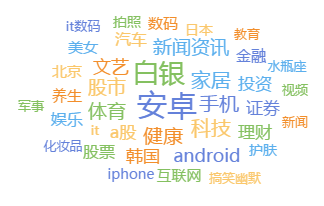 it数码 拍照 数码 日本
美女 汽车 新闻资讯 教育
北京 文艺 白银 家居 金融 水瓶座
养生 股市 投资 视频
军事 体育 安卓 手机 证券
娱乐 it a股 健康 科技 理财 新闻
化妆品 股票 韩国 android 护肤
iphone 互联网 搞笑幽默